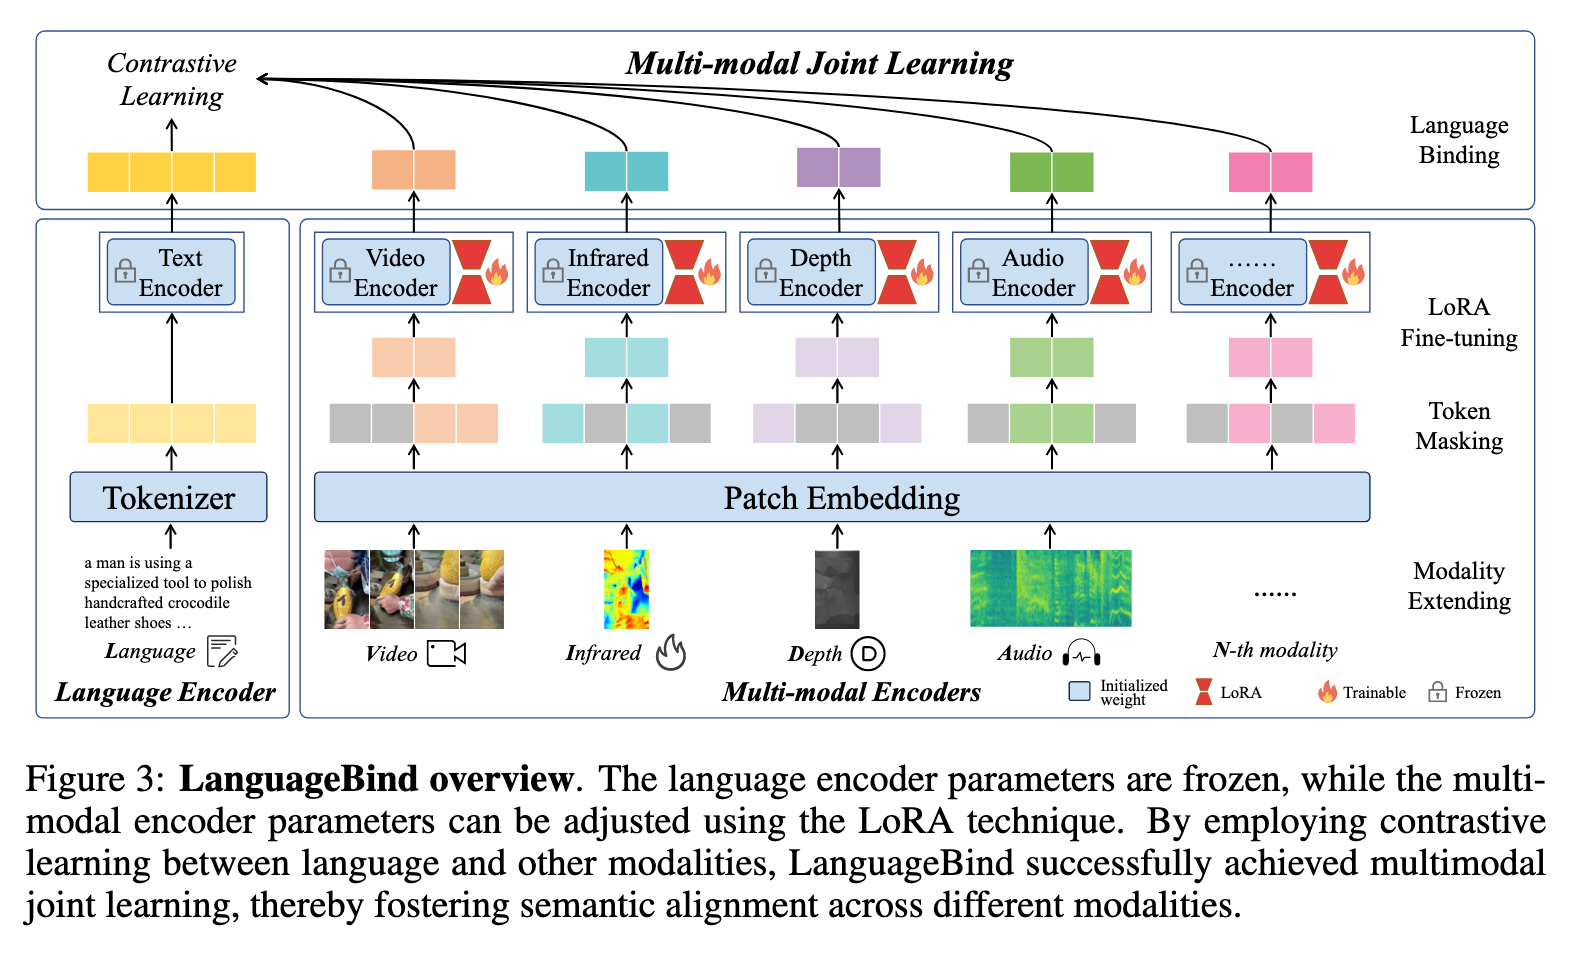 Multi-modal Joint Learning
Contrastive
Learning
Language
Binding
Text
Encoder
Video
Encoder
Infrared
Encoder
Depth
Encoder
Audio
Encoder
......
Encoder
LoRA
Fine-tuning
Token
Masking
Tokenizer
Patch Embedding
a man is using a
specialized tool to polish
handcrafted crocodile
leather shoes ...
Language
Language Encoder
Video
Infrared
Depth
D
Audio
......
N-th modality
Modality
Extending
Multi-modal Encoders
Initialized
weight
LoRA
Trainable
Frozen
Figure 3: LanguageBind overview. The language encoder parameters are frozen, while the multi-
modal encoder parameters can be adjusted using the LoRA technique. By employing contrastive
learning between language and other modalities, LanguageBind successfully achieved multimodal
joint learning, thereby fostering semantic alignment across different modalities.